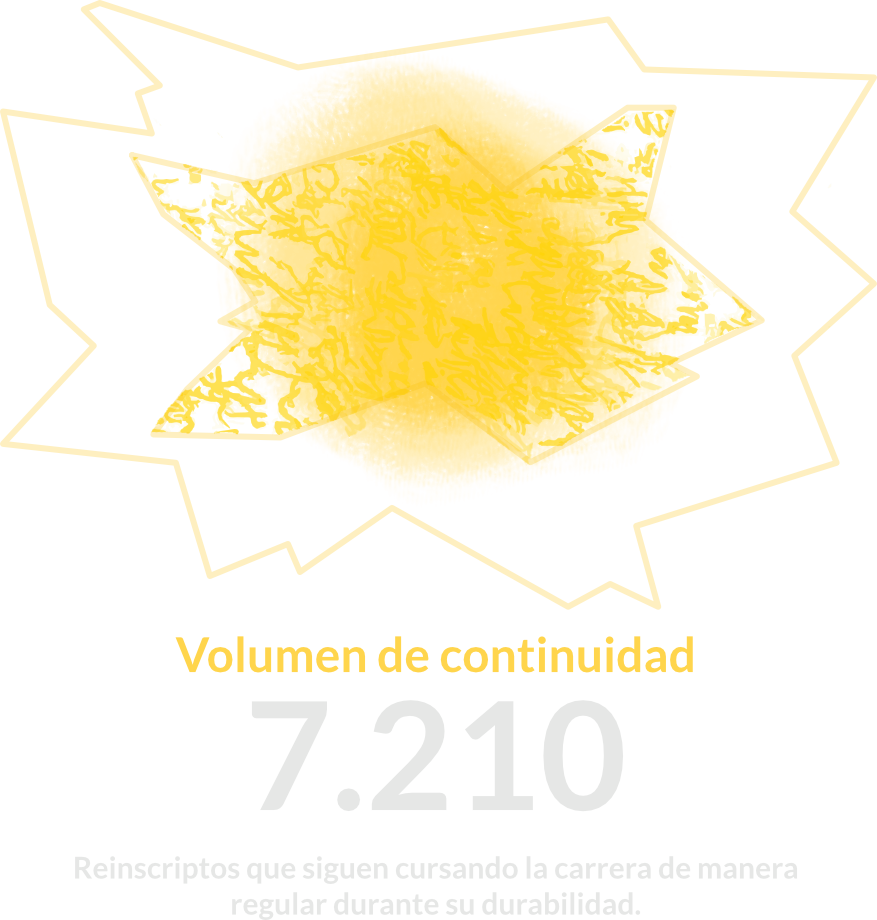 Volumen de continuidad
7.210
Reinscriptos que siguen cursando la carrera de manera
regular durante su durabilidad.